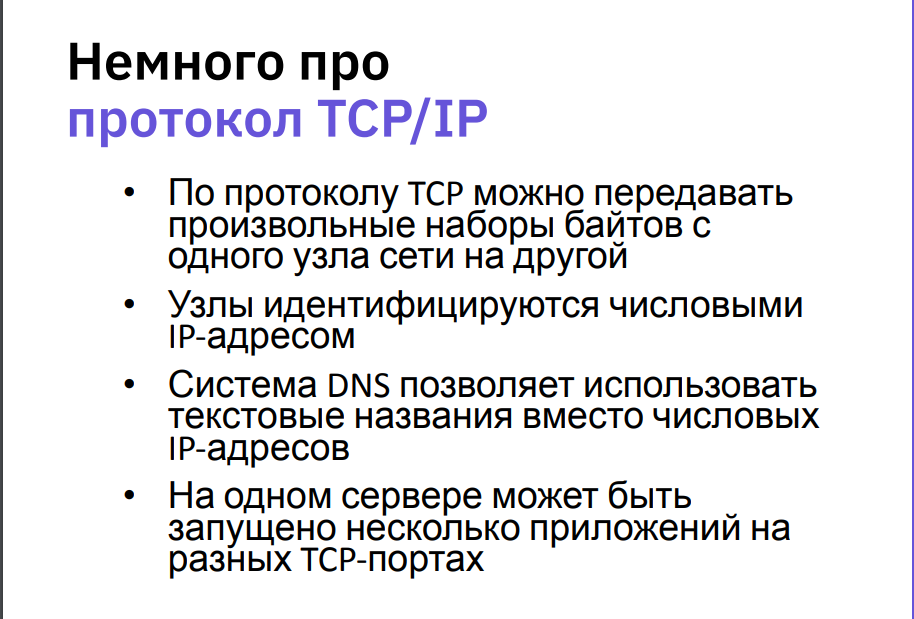 Немного про
протокол TCP/IP
• По протоколу TCP можно передавать
произвольные наборы байтов с
одного узла сети на другой
• Узлы идентифицируются числовыми
IP-адресом
• Система DNS позволяет использовать
текстовые названия вместо числовых
IP-адресов
• На одном сервере может быть
запущено несколько приложений на
разных TCP-портах